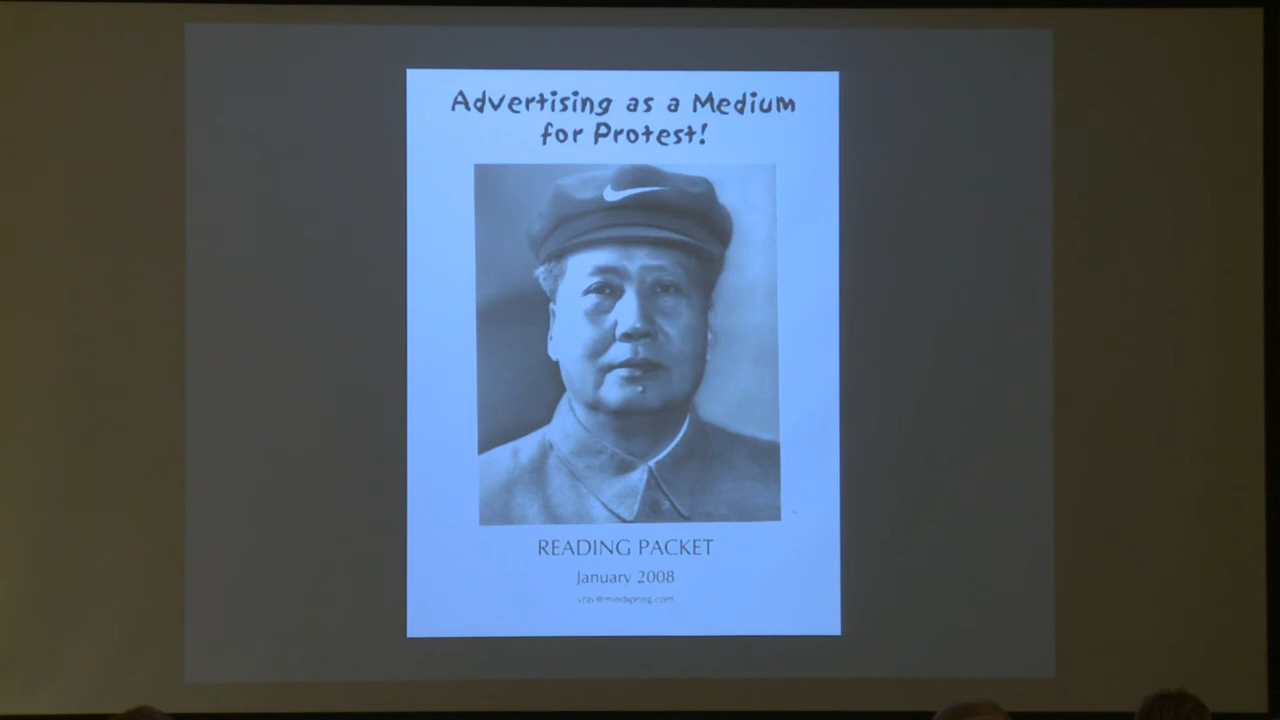 Advertising as a Medium
for Protest!
READING PACKET
January 2008